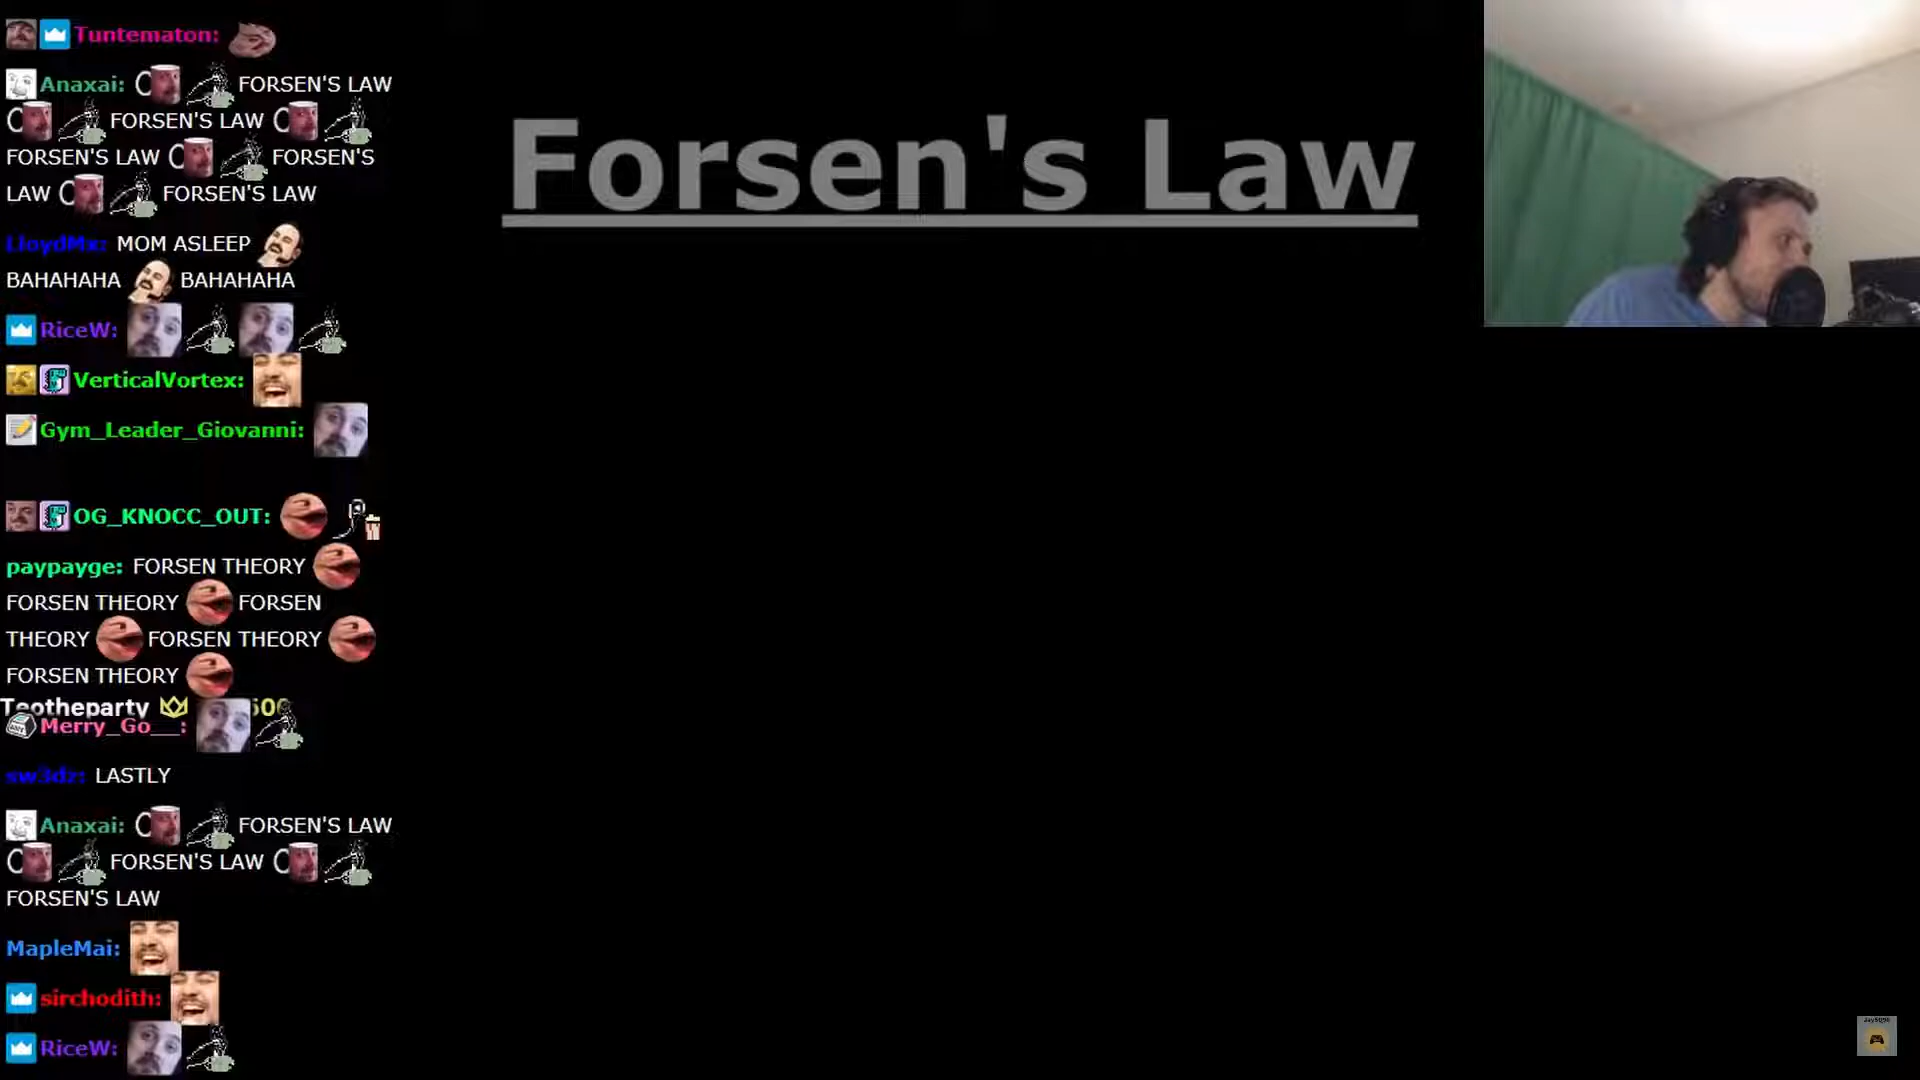 Tuntematon:
Anaxai: FORSEN'S LAW
FORSEN'S LAW
FORSEN'S LAW FORSEN'S
LAW FORSEN'S LAW
LloydMx: MOM ASLEEP
BAHAHAHA BAHAHAHA
RiceW:
VerticalVortex:
Gym_Leader_Giovanni:
OG_KNOCC_OUT:
paypayge: FORSEN THEORY
FORSEN THEORY FORSEN
THEORY FORSEN THEORY
FORSEN THEORY
Teotheparty
Merry_Go__:
sw3dz: LASTLY
Anaxai: FORSEN'S LAW
FORSEN'S LAW
FORSEN'S LAW
MapleMai:
sirchodith:
RiceW:
Forsen's Law